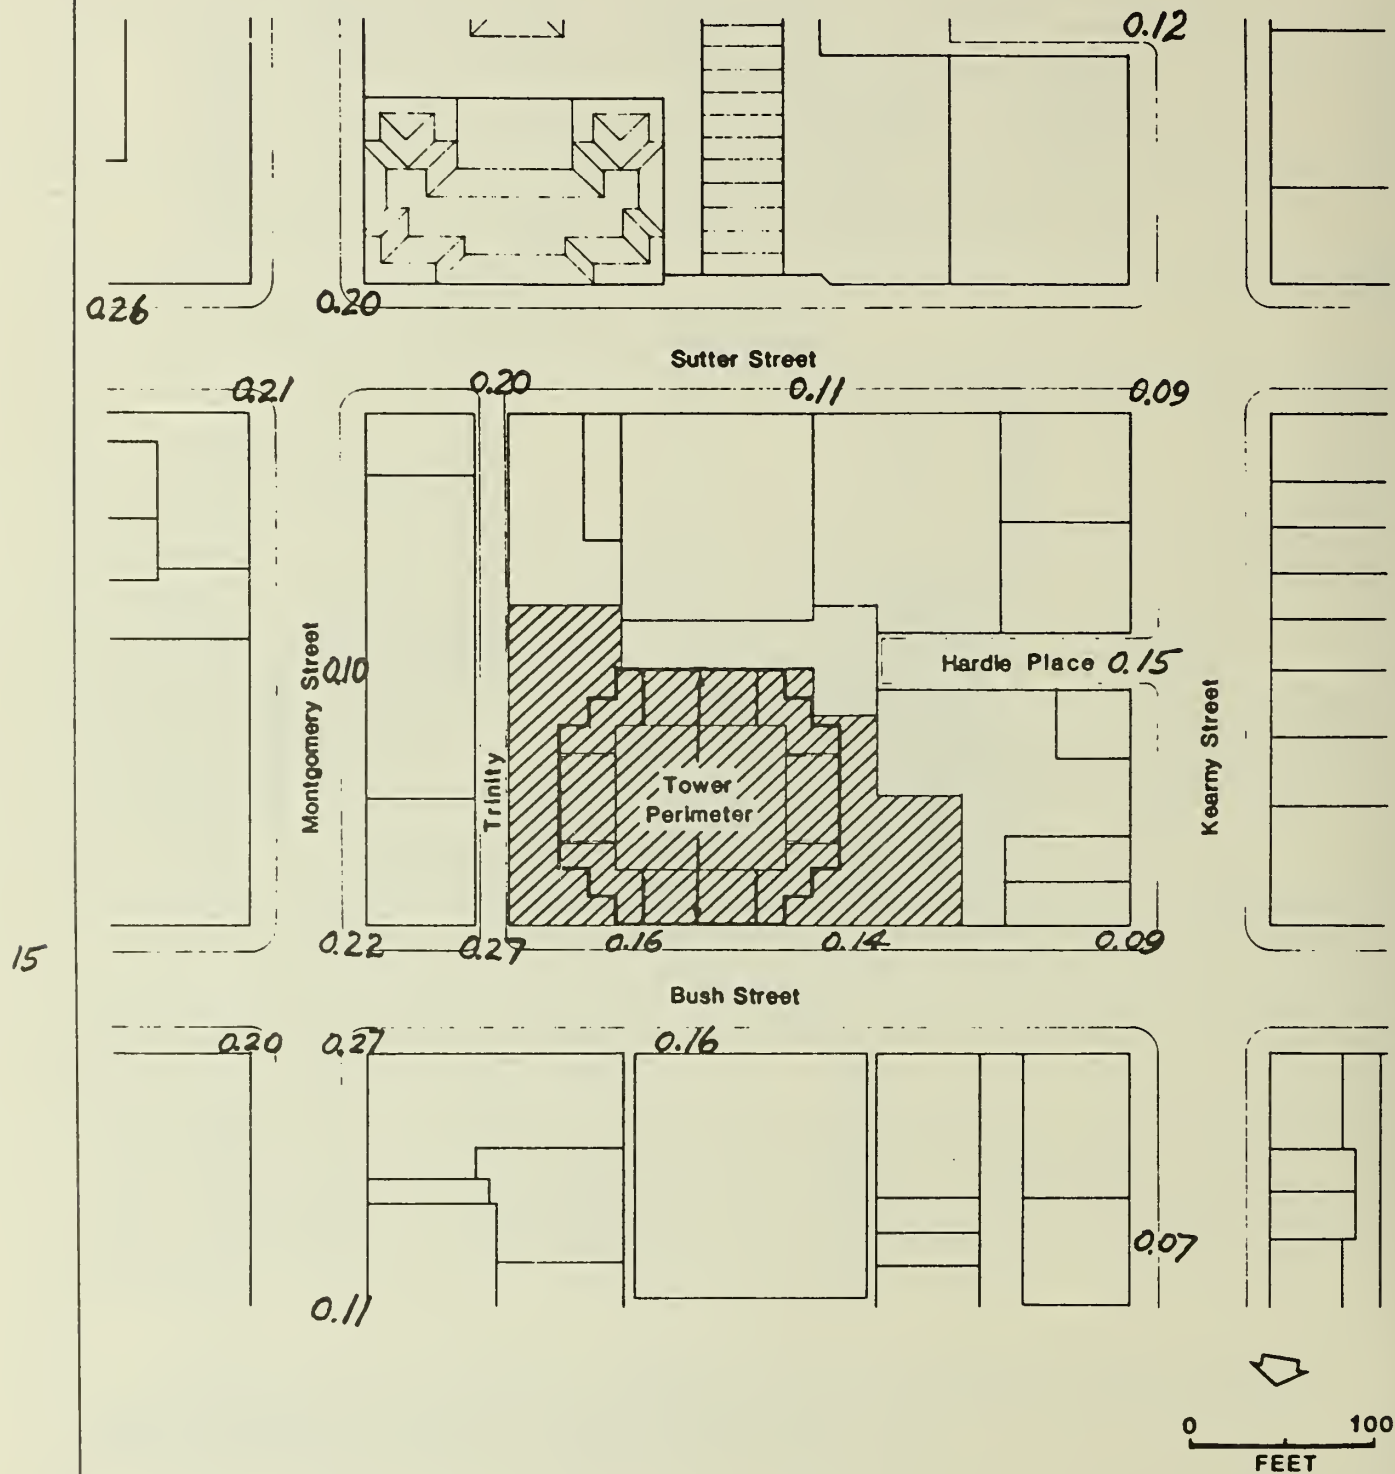 0.12
0.26
0.20
Sutter Street
0.21
0.20
0.11
0.09
Montgomery Street
0.10
Trinity
Hardie Place 0.15
Kearny Street
Tower
Perimeter
15
0.22
0.27
0.16
0.14
0.09
Bush Street
0.20
0.27
0.16
0.07
0.11
0
100
FEET